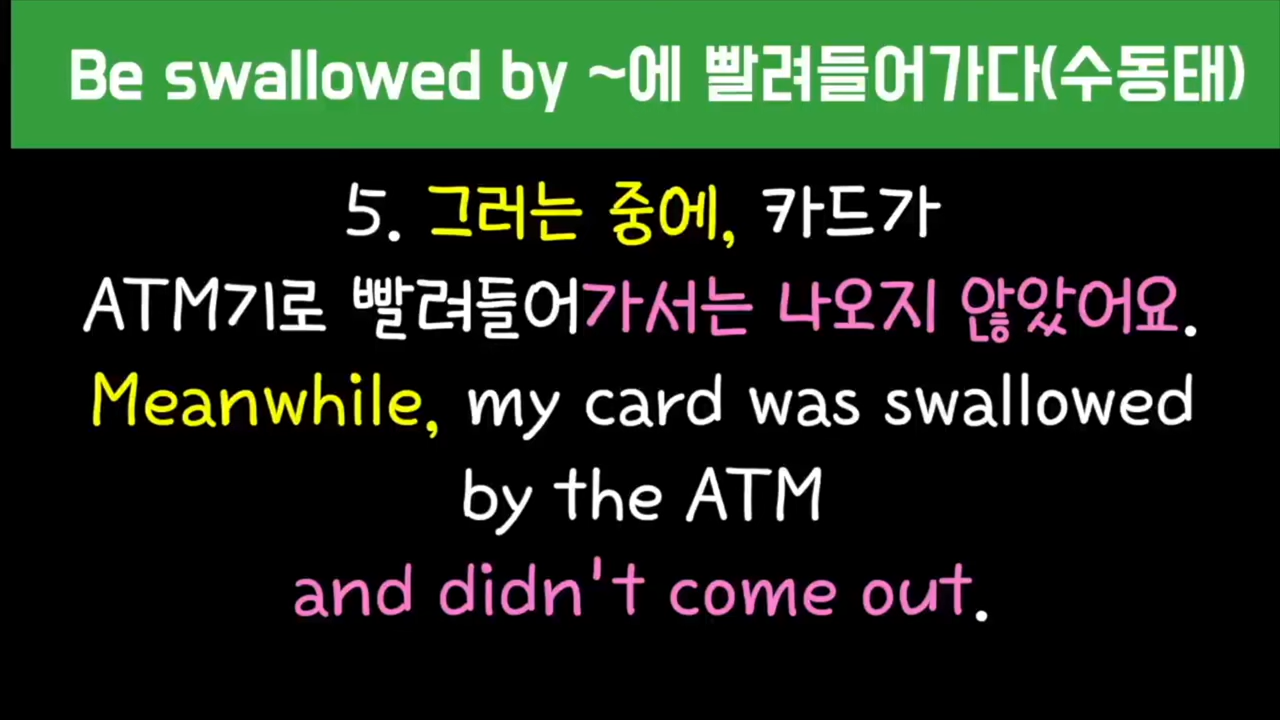 Be swallowed by ~에 빨려들어가다(수동태)
5. 그러는 중에, 카드가
ATM기로 빨려들어가서는 나오지 않았어요.
Meanwhile, my card was swallowed
by the ATM
and didn't come out.